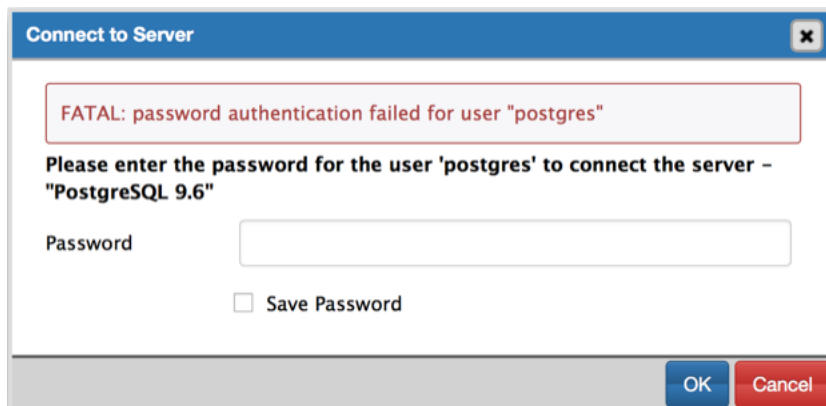 Connect to Server
FATAL: password authentication failed for user "postgres"
Please enter the password for the user 'postgres' to connect the server –
"PostgreSQL 9.6"
Password
Save Password
OK
Cancel